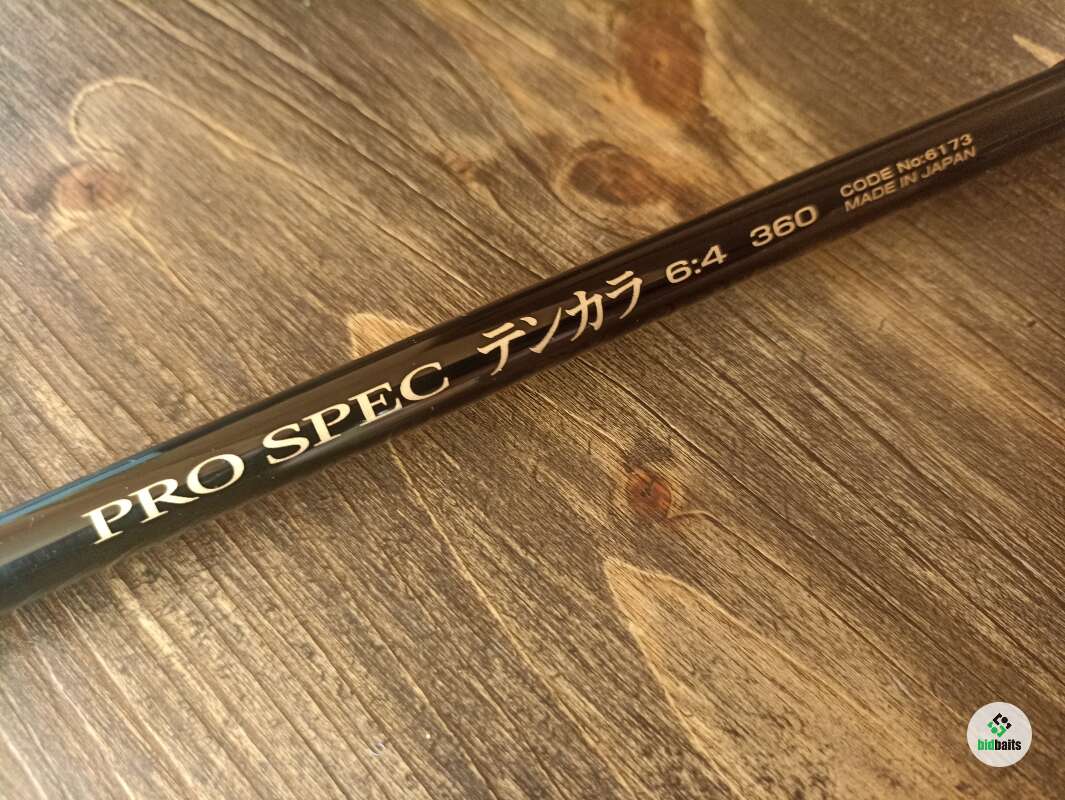 PRO SPEC テンカラ 6:4 360
CODE No:6173
MADE IN JAPAN
bidbaits